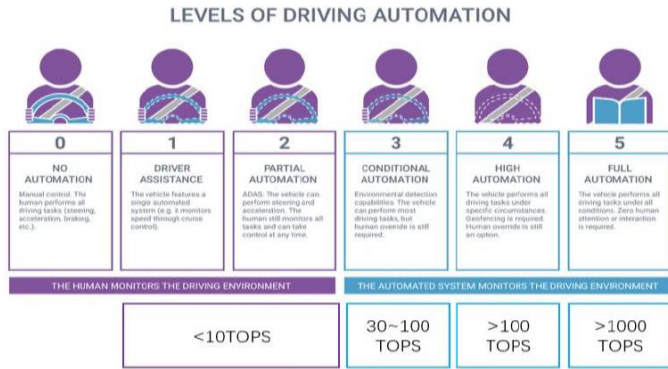 LEVELS OF DRIVING AUTOMATION
0
NO
AUTOMATION
Manual control. The
human performs all
driving tasks (steering,
acceleration, braking,
etc.).
1
DRIVER
ASSISTANCE
The vehicle features a
single automated
system (e.g. it monitors
speed through cruise
control).
2
PARTIAL
AUTOMATION
ADAS. The vehicle can
perform steering and
acceleration. The
human still monitors all
tasks and can take
control at any time.
3
CONDITIONAL
AUTOMATION
Environmental detection
capabilities. The vehicle
can perform most
driving tasks, but
human override is still
required.
4
HIGH
AUTOMATION
The vehicle performs all
driving tasks under
specific circumstances.
Geofencing is required.
Human override is still
an option.
5
FULL
AUTOMATION
The vehicle performs all
driving tasks under all
conditions. Zero human
attention or interaction
is required.
THE HUMAN MONITORS THE DRIVING ENVIRONMENT
THE AUTOMATED SYSTEM MONITORS THE DRIVING ENVIRONMENT
<10TOPS
30~100
TOPS
>100
TOPS
>1000
TOPS